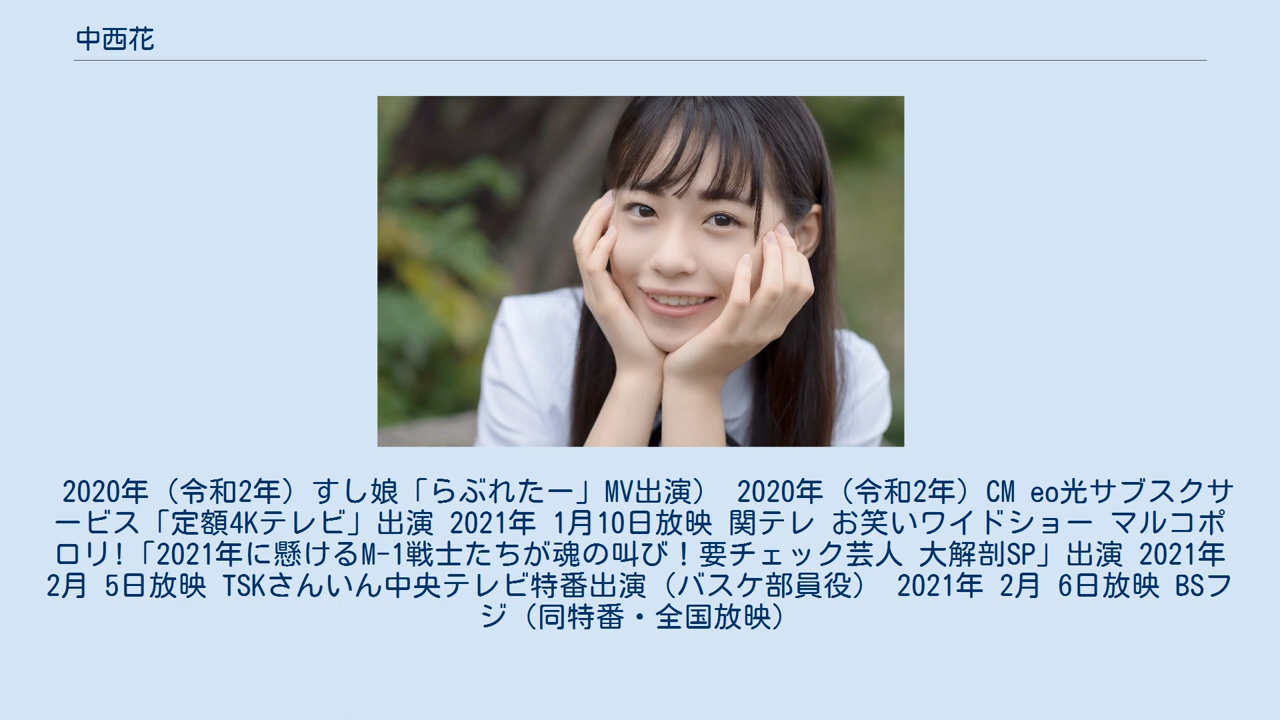 中西花
2020年（令和2年）すし娘「らぶれたー」MV出演） 2020年（令和2年）CM eo光サブスクサ
ービス「定額4Kテレビ」出演 2021年 1月10日放映 関テレ お笑いワイドショー マルコポ
ロリ!「2021年に懸けるM-1戦士たちが魂の叫び！要チェック芸人 大解剖SP」出演 2021年
2月 5日放映 TSKさんいん中央テレビ特番出演（バスケ部員役） 2021年 2月 6日放映 BSフ
ジ（同特番・全国放映）